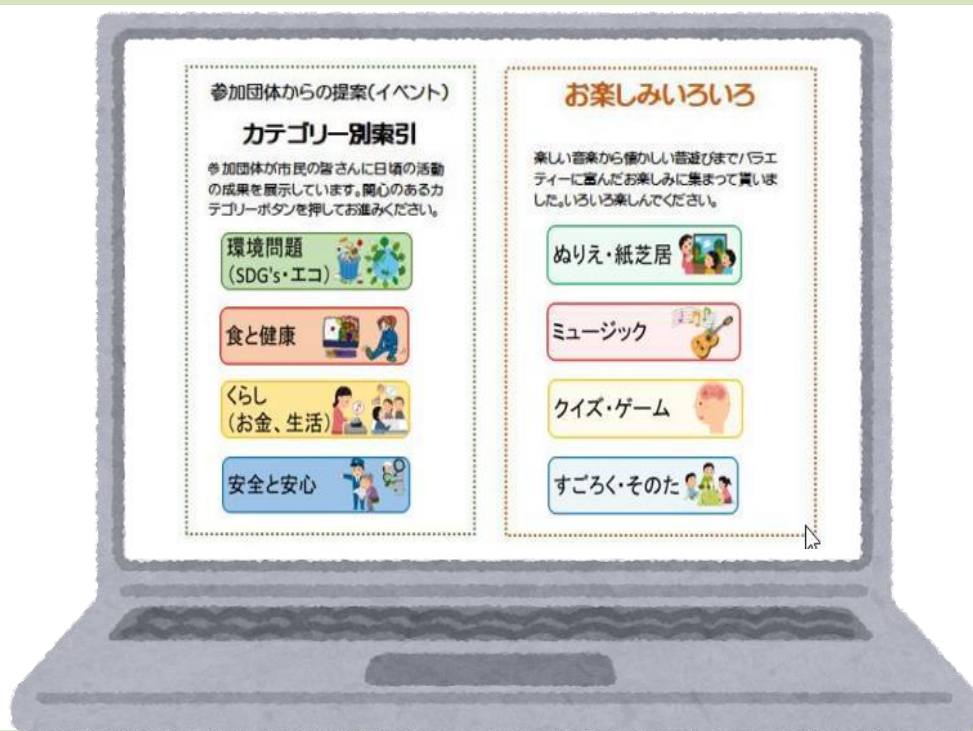 参加団体からの提案(イベント)
カテゴリー別索引
参加団体が市民の皆さんに日頃の活動
の成果を展示しています。関心のあるカ
テゴリーボタンを押してお進みください。
環境問題
(SDG's・エコ)
食と健康
くらし
(お金、生活)
安全と安心
お楽しみいろいろ
楽しい音楽から懐かしい昔遊びまでバラエ
ティーに富んだお楽しみに集まって貰いま
した。いろいろ楽しんでください。
ぬりえ・紙芝居
ミュージック
クイズ・ゲーム
すごろく・そのた